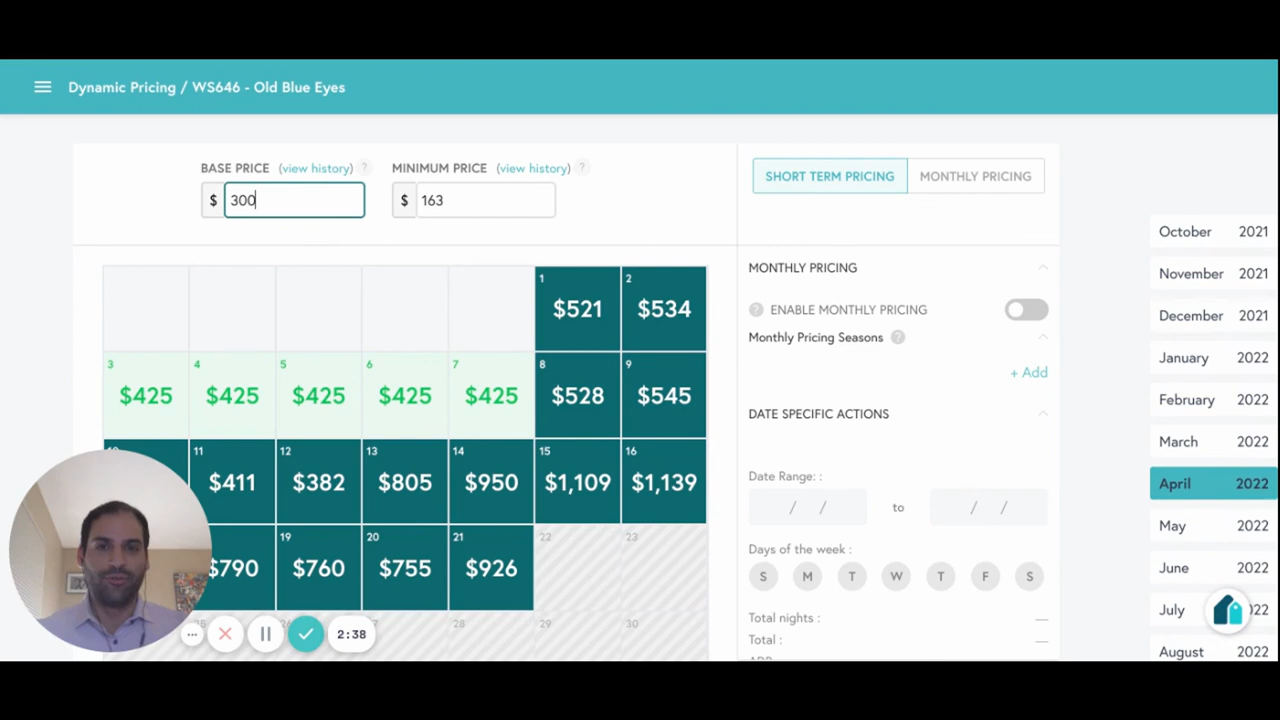 Dynamic Pricing / WS646 - Old Blue Eyes
BASE PRICE (view history) ?
MINIMUM PRICE (view history) ?
$ 300
$ 163
SHORT TERM PRICING
MONTHLY PRICING
1 2
$521 $534
3 4 5 6 7 8 9
$425 $425 $425 $425 $425 $528 $545
11 12 13 14 15 16
$411 $382 $805 $950 $1,109 $1,139
19 20 21 22 23
$790 $760 $755 $926
28 29 30
2:38
MONTHLY PRICING
? ENABLE MONTHLY PRICING
Monthly Pricing Seasons ?
+ Add
DATE SPECIFIC ACTIONS
Date Range: :
/ / to / /
Days of the week :
S M T W T F S
Total nights : —
Total : —
October 2021
November 2021
December 2021
January 2022
February 2022
March 2022
April 2022
May 2022
June 2022
July
August 2022